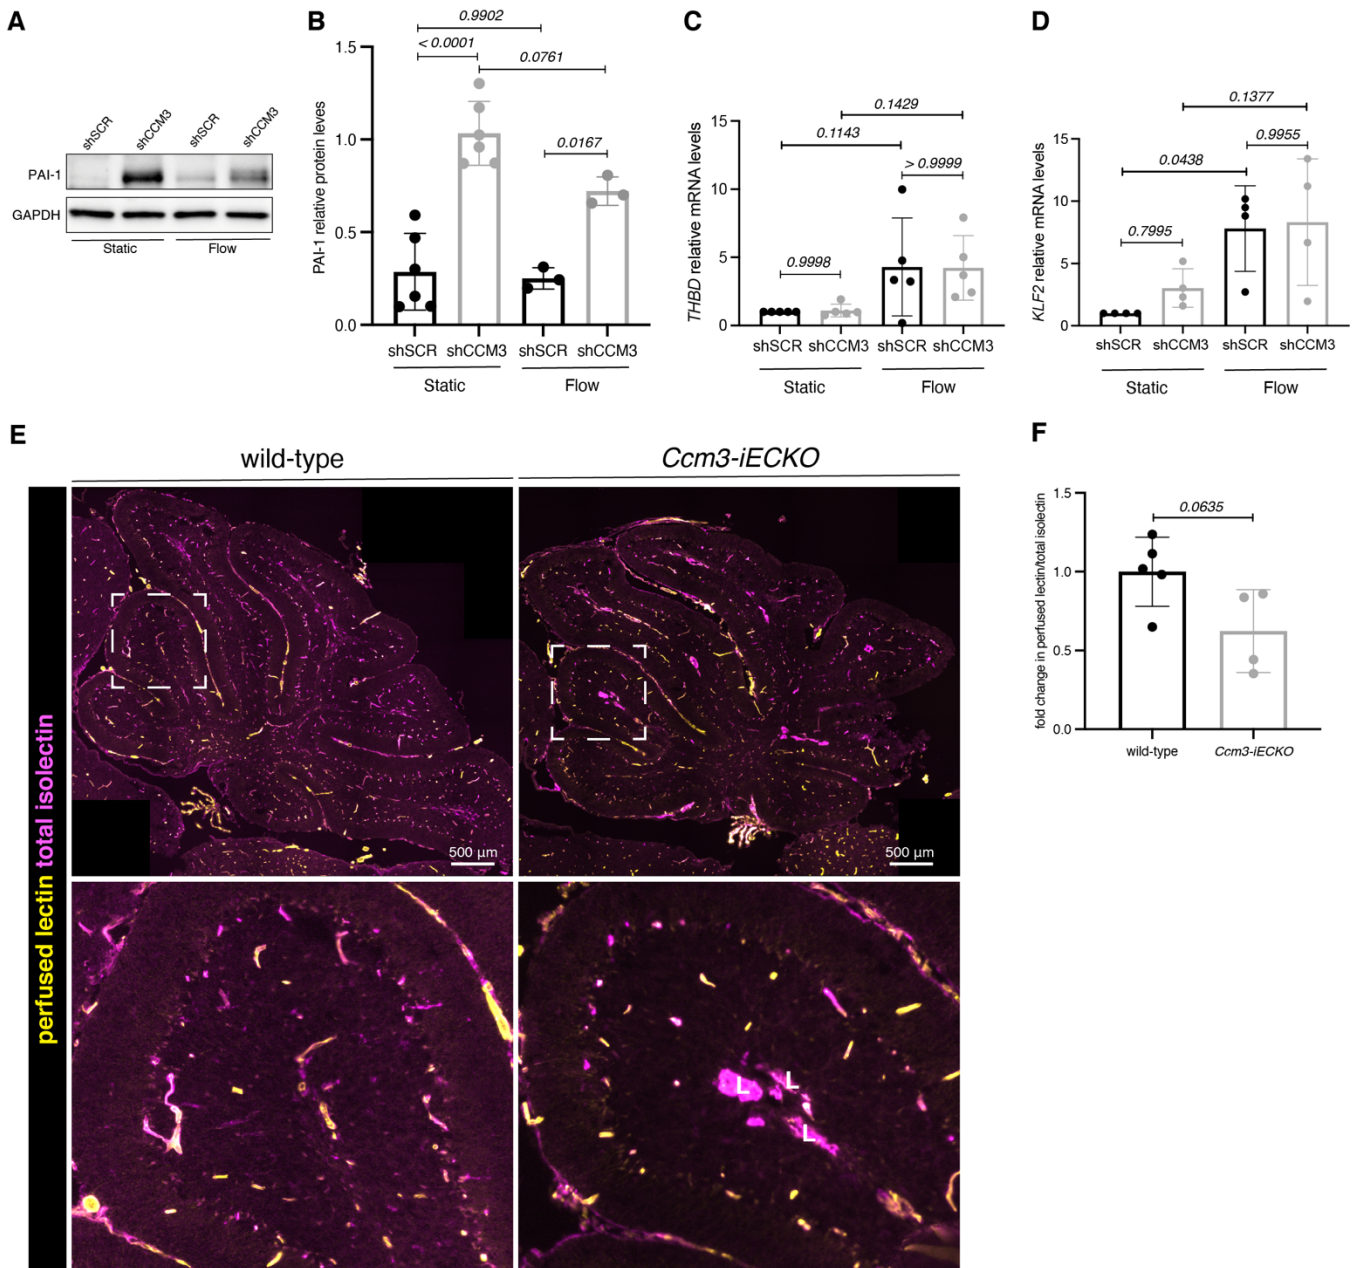 A
shSCR
shCCM3
shSCR
shCCM3
PAI-1
GAPDH
Static
Flow
B
PAI-1 relative protein leves
0.9902
< 0.0001
0.0761
0.0167
1.5
1.0
0.5
0.0
shSCR shCCM3 shSCR shCCM3
Static
Flow
C
THBD relative mRNA levels
0.1429
0.1143
> 0.9999
0.9998
15
10
5
0
shSCR shCCM3 shSCR shCCM3
Static
Flow
D
KLF2 relative mRNA levels
0.1377
0.9955
0.0438
0.7995
15
10
5
0
shSCR shCCM3 shSCR shCCM3
Static
Flow
E
wild-type
Ccm3-iECKO
perfused lectin total isolectin
500 μm
500 μm
L
L
L
F
fold change in perfused lectin/total isolectin
0.0635
1.5
1.0
0.5
0.0
wild-type
Ccm3-iECKO